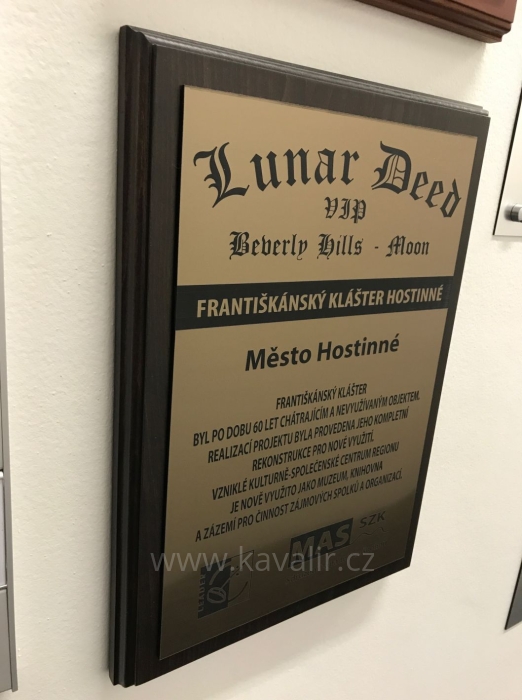 Lunar Deed
VIP
Beverly Hills - Moon
FRANTIŠKÁNSKÝ KLÁŠTER HOSTINNÉ
Město Hostinné
FRANTIŠKÁNSKÝ KLÁŠTER
BYL PO DOBU 60 LET CHÁTRAJÍCÍM A NEVYUŽÍVANÝM OBJEKTEM.
REALIZACÍ PROJEKTU BYLA PROVEDENA JEHO KOMPLETNÍ
REKONSTRUKCE PRO NOVÉ VYUŽITÍ.
VZNIKLÉ KULTURNĚ-SPOLEČENSKÉ CENTRUM REGIONU
JE NOVĚ VYUŽITO JAKO MUZEUM, KNIHOVNA
A ZÁZEMÍ PRO ČINNOST ZÁJMOVÝCH SPOLKŮ A ORGANIZACÍ.
MAS
SZK
www.kavalir.cz